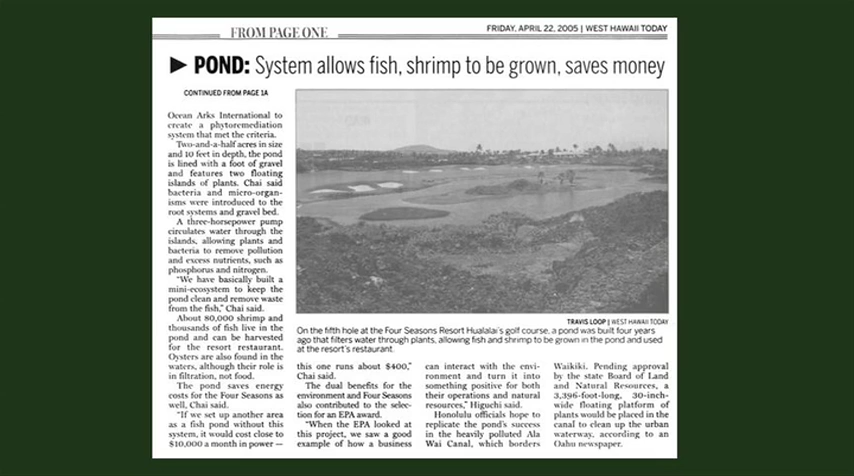 FROM PAGE ONE
FRIDAY, APRIL 22, 2005 | WEST HAWAII TODAY
► POND: System allows fish, shrimp to be grown, saves money
CONTINUED FROM PAGE 1A
Ocean Arks International to
create a phytoremediation
system that met the criteria.
Two-and-a-half acres in size
and 10 feet in depth, the pond
is lined with a foot of gravel
and features two floating
islands of plants. Chai said
bacteria and micro-organ-
isms were introduced to the
root systems and gravel bed.
A three-horsepower pump
circulates water through the
islands, allowing plants and
bacteria to remove pollution
and excess nutrients, such as
phosphorus and nitrogen.
"We have basically built a
mini-ecosystem to keep the
pond clean and remove waste
from the fish," Chai said.
About 80,000 shrimp and
thousands of fish live in the
pond and can be harvested
for the resort restaurant.
Oysters are also found in the
waters, although their role is
in filtration, not food.
The pond saves energy
costs for the Four Seasons as
well, Chai said.
"If we set up another area
as a fish pond without this
system, it would cost close to
$10,000 a month in power —
TRAVIS LOOP | WEST HAWAII TODAY
On the fifth hole at the Four Seasons Resort Hualalai's golf course, a pond was built four years
ago that filters water through plants, allowing fish and shrimp to be grown in the pond and used
at the resort's restaurant.
this one runs about $400,"
Chai said.
The dual benefits for the
environment and Four Seasons
also contributed to the selec-
tion for an EPA award.
"When the EPA looked at
this project, we saw a good
example of how a business
can interact with the envi-
ronment and turn it into
something positive for both
their operations and natural
resources," Higuchi said.
Honolulu officials hope to
replicate the pond's success
in the heavily polluted Ala
Wai Canal, which borders
Waikiki. Pending approval
by the state Board of Land
and Natural Resources, a
3,396-foot-long, 30-inch-
wide floating platform of
plants would be placed in the
canal to clean up the urban
waterway, according to an
Oahu newspaper.